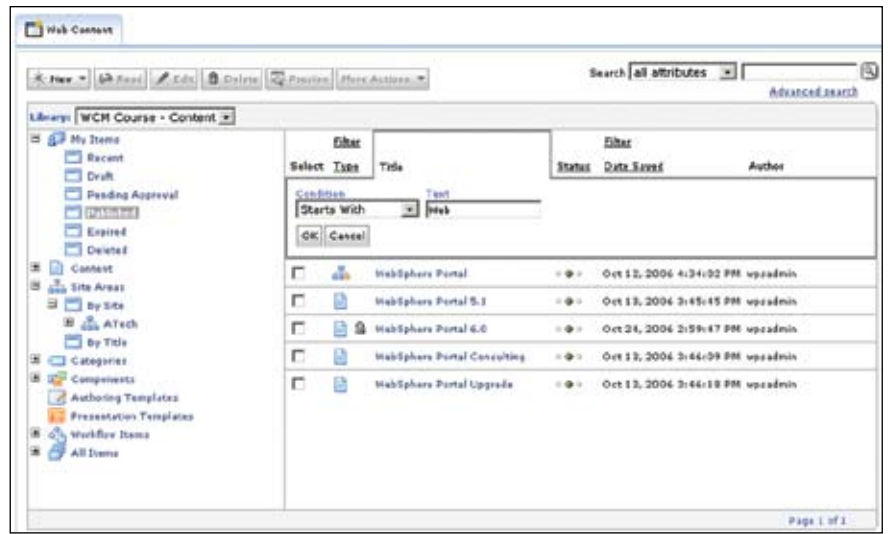 Web Content
New Read Edit Delete Preview More Actions
Search all attributes
Advanced search
Library: WCM Course - Content
My Items
Recent
Draft
Pending Approval
Published
Expired
Deleted
Content
Site Areas
By Site
ATech
By Title
Categories
Components
Authoring Templates
Presentation Templates
Workflow Items
All Items
Filter Filter
Select Type Title Status Date Saved Author
Condition Text
Starts With Web
OK Cancel
WebSphere Portal Oct 12, 2006 4:34:02 PM wpsadmin
WebSphere Portal 5.1 Oct 13, 2006 3:45:45 PM wpsadmin
WebSphere Portal 6.0 Oct 24, 2006 2:59:47 PM wpsadmin
WebSphere Portal Consulting Oct 13, 2006 3:46:09 PM wpsadmin
WebSphere Portal Upgrade Oct 13, 2006 3:46:18 PM wpsadmin
Page 1 of 1